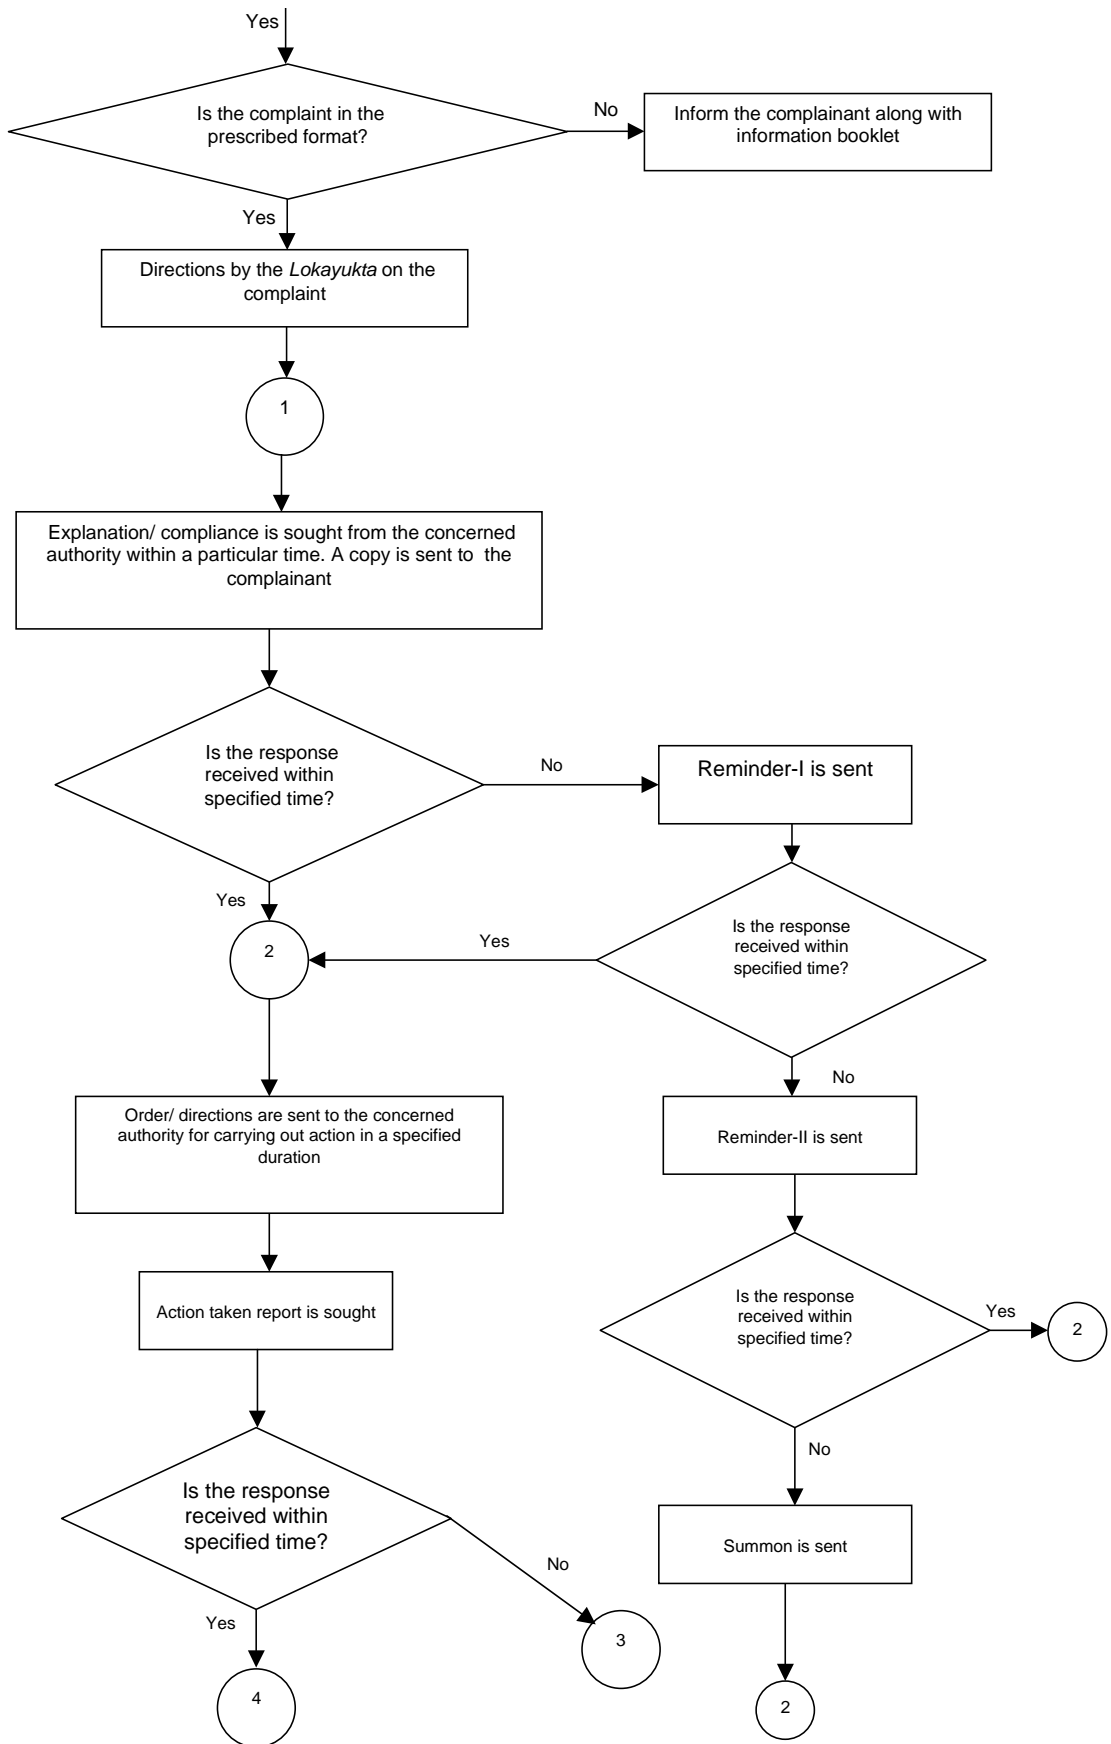 Yes
Is the complaint in the
prescribed format?
No
Inform the complainant along with
information booklet
Yes
Directions by the Lokayukta on the
complaint
1
Explanation/ compliance is sought from the concerned
authority within a particular time. A copy is sent to the
complainant
Is the response
received within
specified time?
No
Reminder-I is sent
Yes
2
Yes
Is the response
received within
specified time?
No
Order/ directions are sent to the concerned
authority for carrying out action in a specified
duration
Reminder-II is sent
Action taken report is sought
Is the response
received within
specified time?
Yes
2
No
Is the response
received within
specified time?
Summon is sent
No
Yes
3
4
2